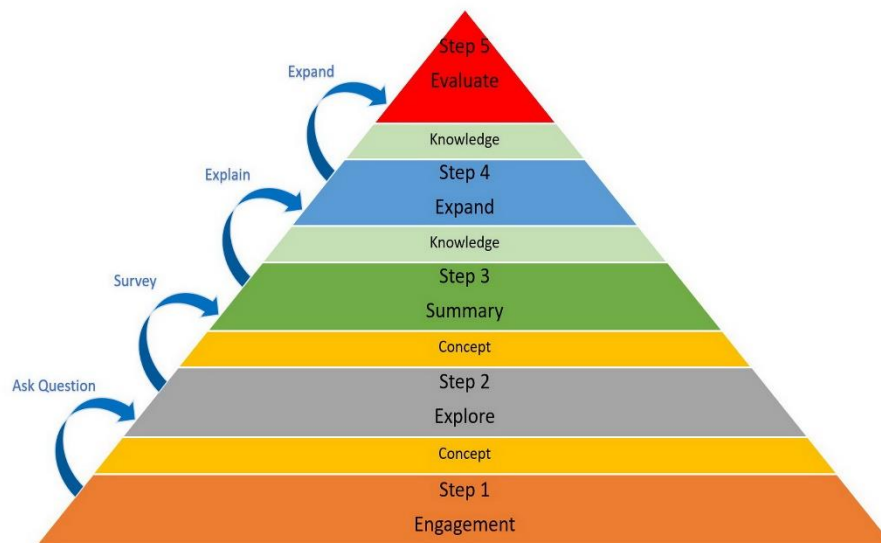 Step 5
Expand
Evaluate
Knowledge
Step 4
Explain
Expand
Knowledge
Step 3
Survey
Summary
Concept
Step 2
Ask Question
Explore
Concept
Step 1
Engagement